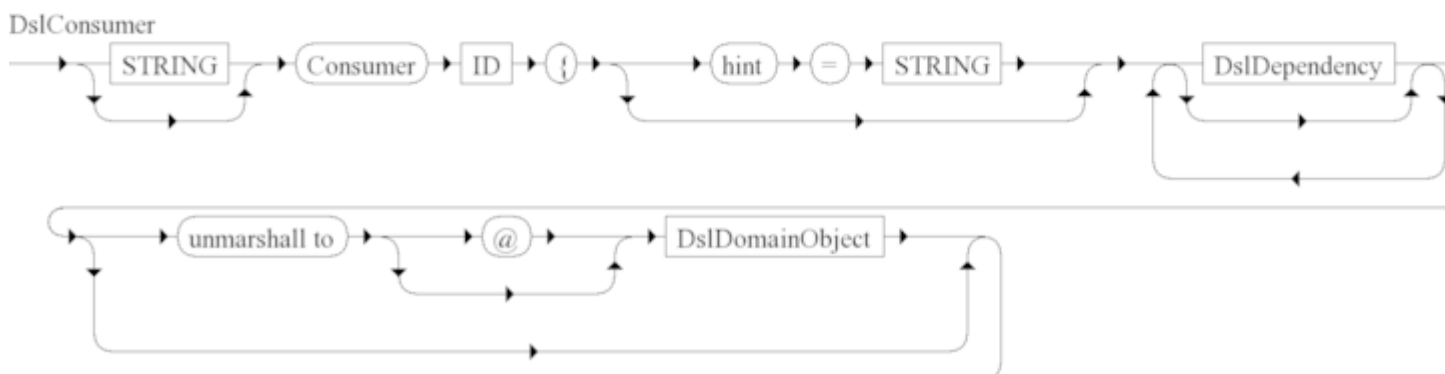 DslConsumer
STRING Consumer ID { hint = STRING DslDependency
unmarshall to @ DslDomainObject